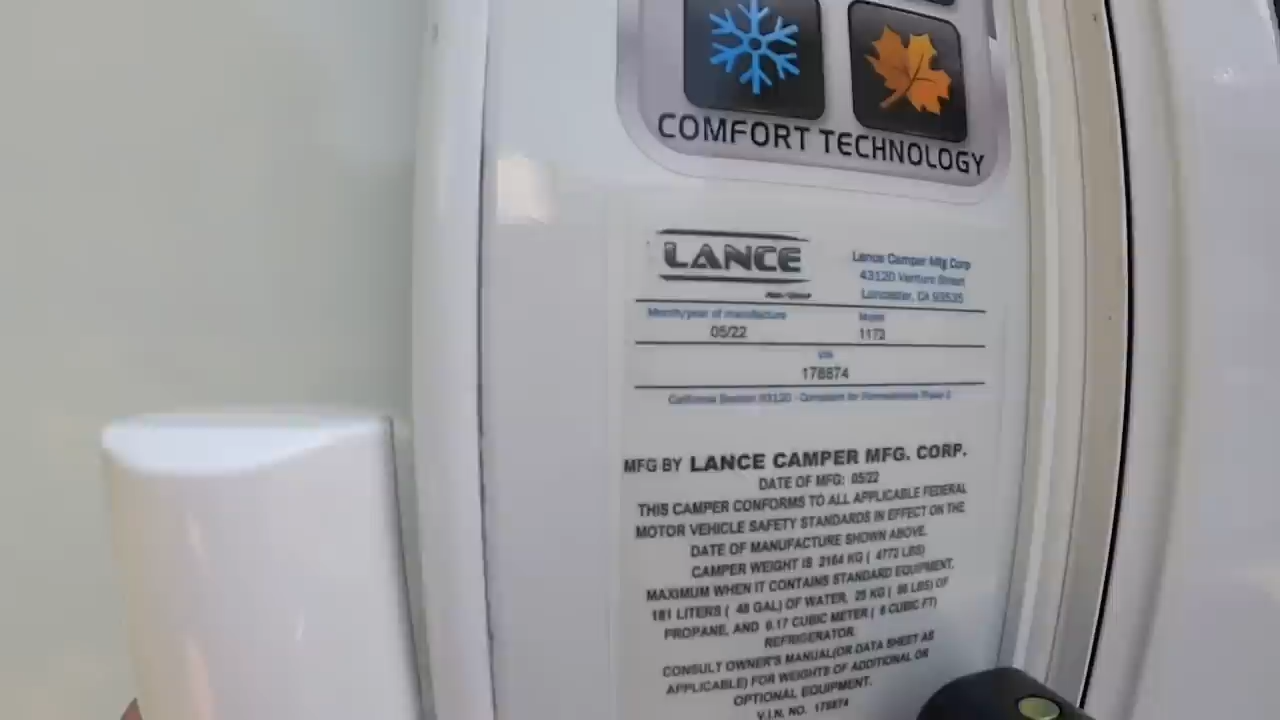 COMFORT TECHNOLOGY
LANCE
Lance Camper Mfg Corp
43120 Venture Street
Lancaster, CA 93535
Month/year of manufacture
Model
05/22
1172
VIN
178874
MFG BY LANCE CAMPER MFG. CORP.
DATE OF MFG: 05/22
THIS CAMPER CONFORMS TO ALL APPLICABLE FEDERAL
MOTOR VEHICLE SAFETY STANDARDS IN EFFECT ON THE
DATE OF MANUFACTURE SHOWN ABOVE.
CAMPER WEIGHT IS 2164 KG ( 4772 LBS)
MAXIMUM WHEN IT CONTAINS STANDARD EQUIPMENT,
181 LITERS ( 48 GAL) OF WATER, 25 KG ( LBS) OF
PROPANE, AND 0.17 CUBIC METER ( 6 CUBIC FT)
REFRIGERATOR.
CONSULT OWNER'S MANUAL(OR DATA SHEET AS
APPLICABLE) FOR WEIGHTS OF ADDITIONAL OR
OPTIONAL EQUIPMENT.
V.I.N. NO. 178874